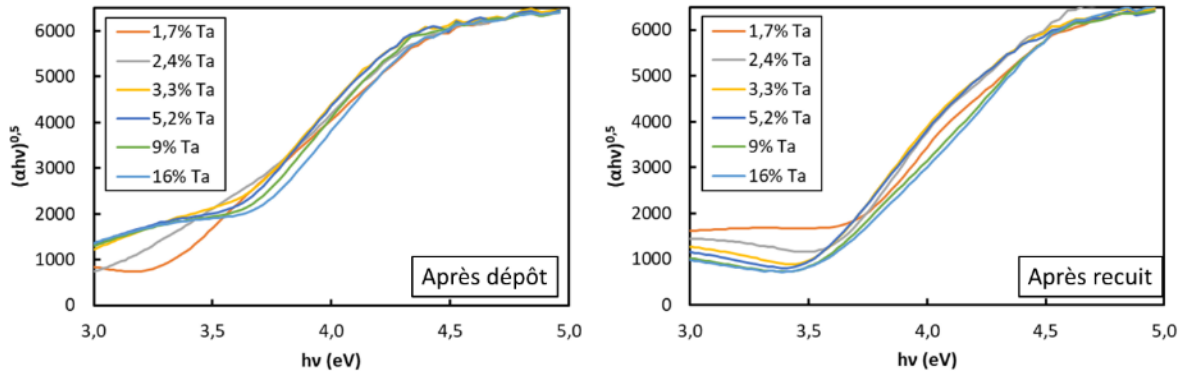 6000
5000
4000
3000
2000
1000
0
(αhν)^0,5
1,7% Ta
2,4% Ta
3,3% Ta
5,2% Ta
9% Ta
16% Ta
Après dépôt
3,0 3,5 4,0 4,5 5,0
hν (eV)
6000
5000
4000
3000
2000
1000
0
(αhν)^0,5
1,7% Ta
2,4% Ta
3,3% Ta
5,2% Ta
9% Ta
16% Ta
Après recuit
3,0 3,5 4,0 4,5 5,0
hν (eV)